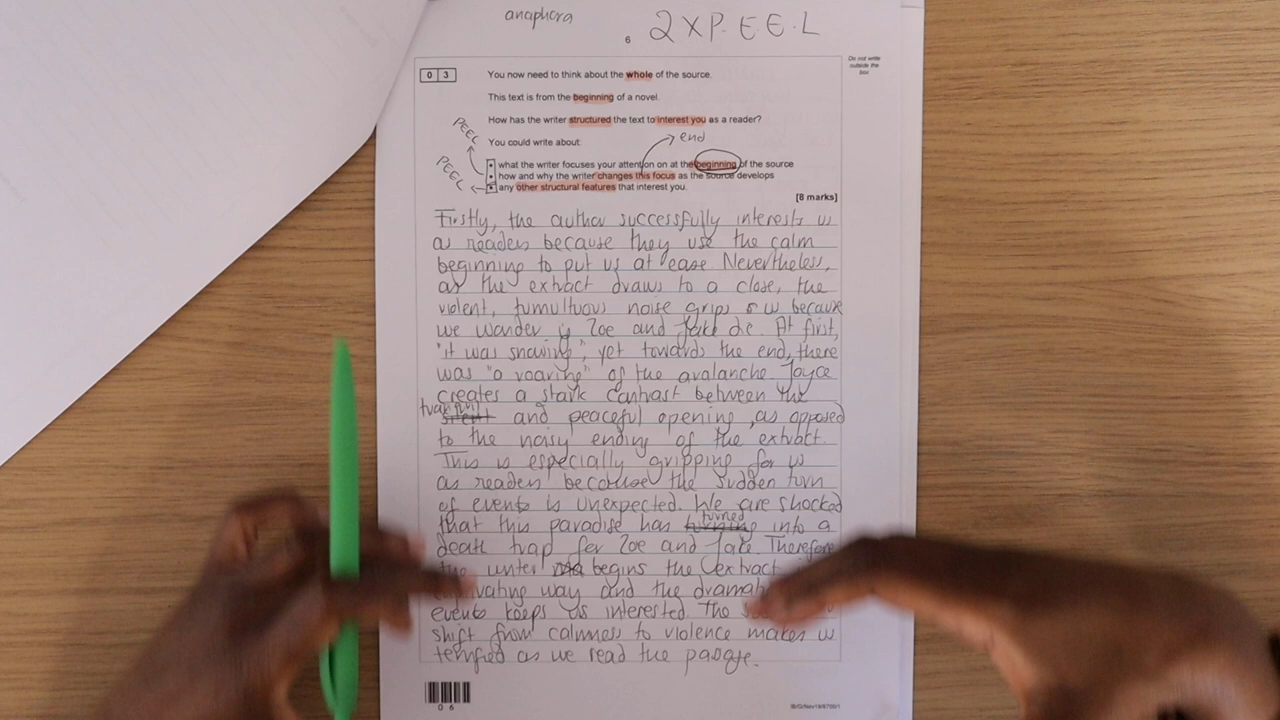 anaphora
2XP.E.E.L
6
Do not write
outside the
box
0 3
You now need to think about the whole of the source.
This text is from the beginning of a novel.
How has the writer structured the text to interest you as a reader?
You could write about:
end
PEEL
PEEL
• what the writer focuses your attention on at the beginning of the source
• how and why the writer changes this focus as the source develops
• any other structural features that interest you.
[8 marks]
Firstly, the author successfully interests us
as readers because they use the calm
beginning to put us at ease Nevertheless,
as the extract draws to a close, the
violent, tumultuous noise grips us because
we wonder if Zoe and Jake die. At first,
"it was snowing", yet towards the end, there
was "a roaring" of the avalanche. Joyce
creates a stark contrast between the
tranquil and peaceful opening, as opposed
to the noisy ending of the extract.
This is especially gripping for us
as readers because the sudden turn
of events is unexpected. We are shocked
that this paradise has turned into a
death trap for Zoe and Jake. Therefore
the writer begins the extract
way and the
events keeps us interested. The
shift from calmness to violence makes us
terrified as we read the passage.
0 6
IB/G/Nov19/8700/1